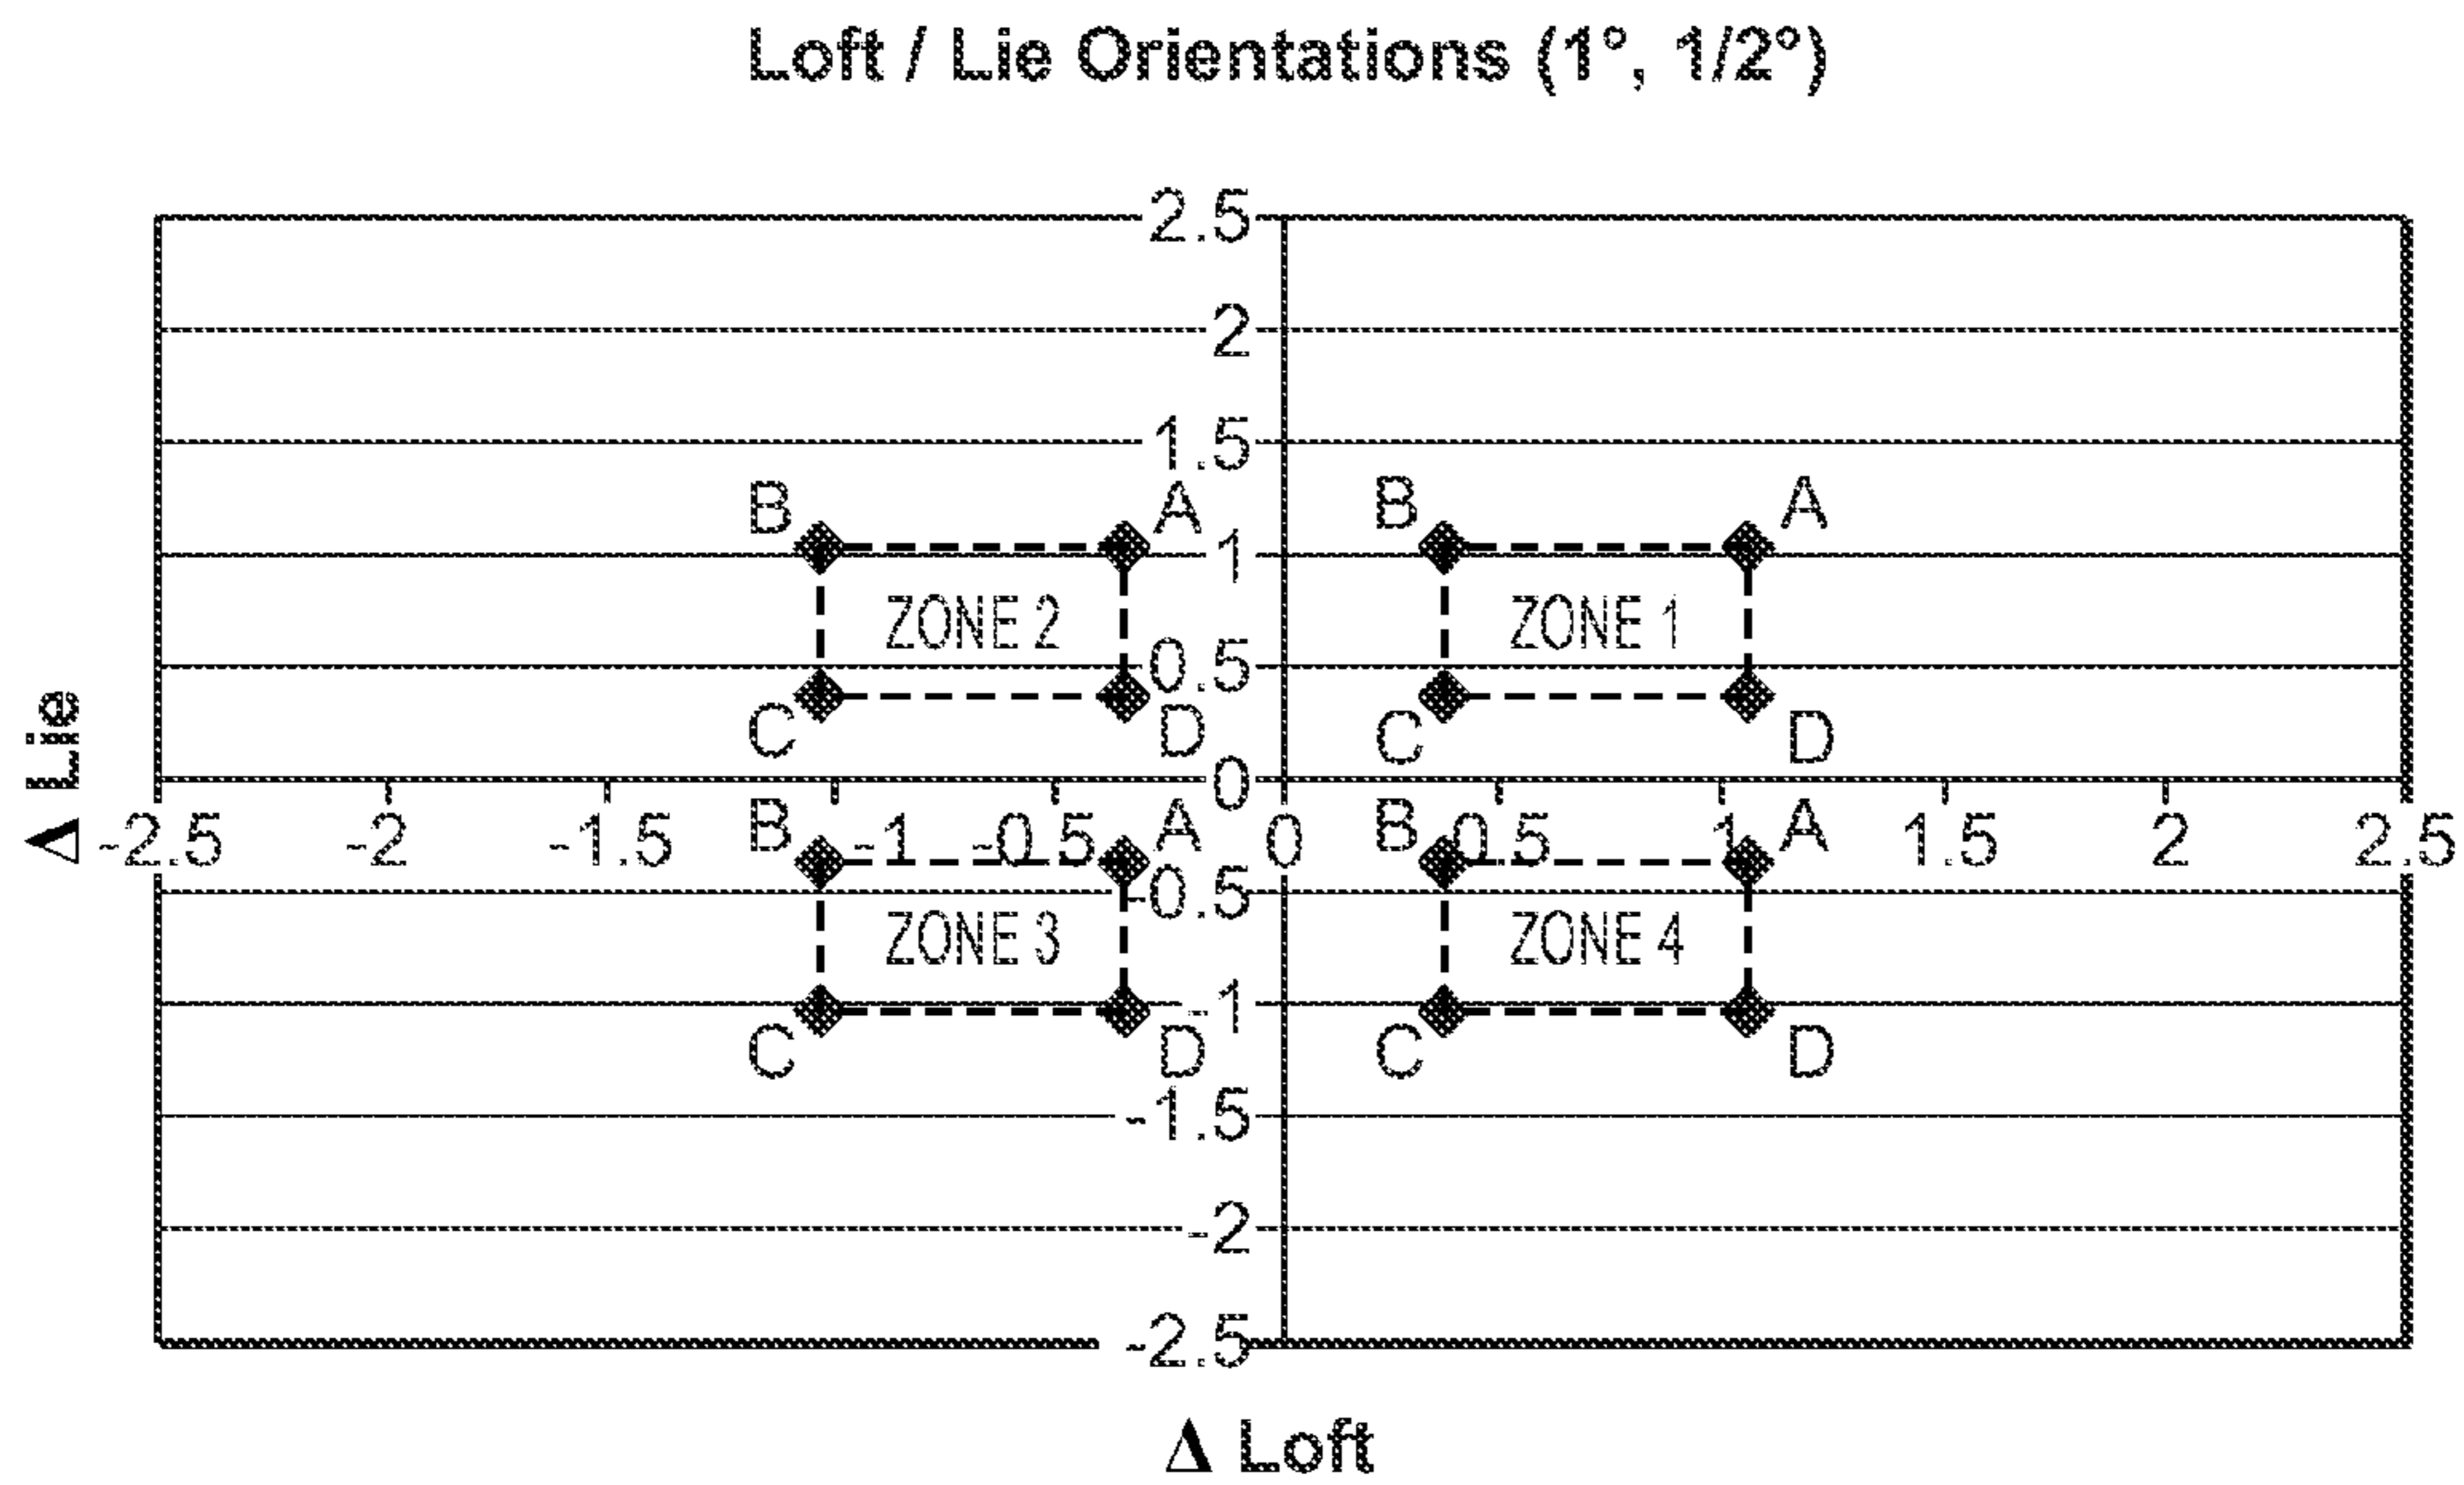 Loft / Lie Orientations (1°, 1/2°)
2.5
2
1.5
B A B A
1
ZONE 2 ZONE 1
0.5
C D C D
0
Δ Lie
B A B A
-2.5 -2 -1.5 -1 -0.5 0 0.5 1 1.5 2 2.5
-0.5
ZONE 3 ZONE 4
-1
C D C D
-1.5
-2
-2.5
Δ Loft